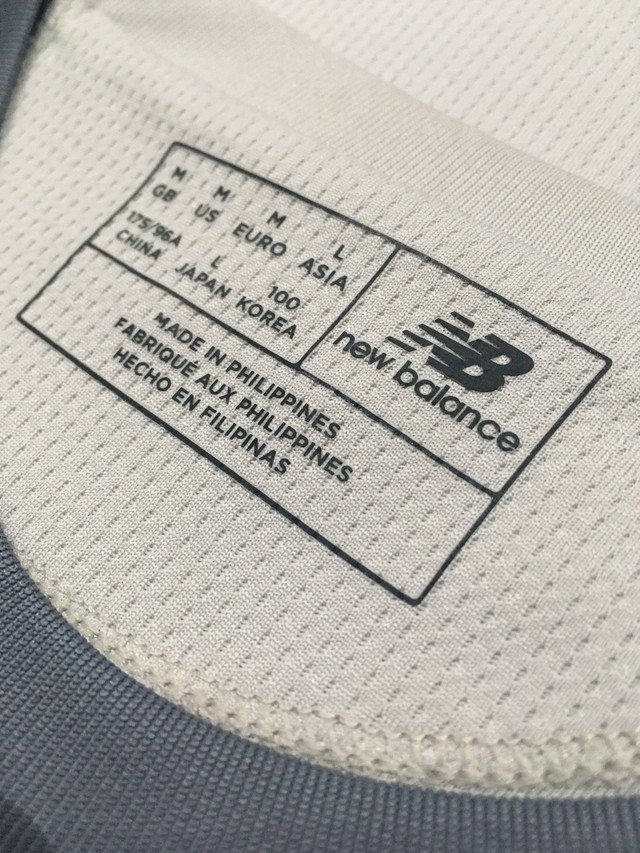 M M M L
GB US EURO ASIA
175/96A L 100
CHINA JAPAN KOREA
NB
new balance
MADE IN PHILIPPINES
FABRIQUÉ AUX PHILIPPINES
HECHO EN FILIPINAS